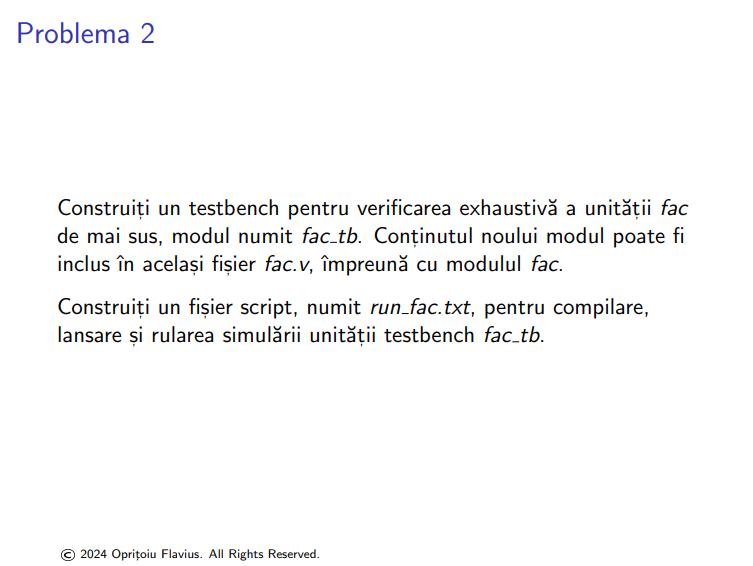 Problema 2
Construiți un testbench pentru verificarea exhaustivă a unității fac
de mai sus, modul numit fac_tb. Conținutul noului modul poate fi
inclus în același fișier fac.v, împreună cu modulul fac.
Construiți un fișier script, numit run_fac.txt, pentru compilare,
lansare și rularea simulării unității testbench fac_tb.
© 2024 Oprițoiu Flavius. All Rights Reserved.